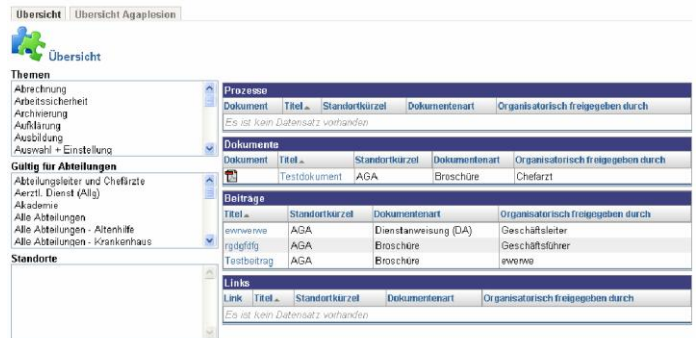 Übersicht Übersicht Agaplesion
Übersicht
Themen
Abrechnung
Arbeitssicherheit
Archivierung
Aufklärung
Ausbildung
Auswahl + Einstellung
Gültig für Abteilungen
Abteilungsleiter und Chefärzte
Aerztl. Dienst (Allg)
Akademie
Alle Abteilungen
Alle Abteilungen - Altenhilfe
Alle Abteilungen - Krankenhaus
Standorte
Prozesse
Dokument Titel Standortkürzel Dokumentenart Organisatorisch freigegeben durch
Es ist kein Datensatz vorhanden
Dokumente
Dokument Titel Standortkürzel Dokumentenart Organisatorisch freigegeben durch
Testdokument AGA Broschüre Chefarzt
Beiträge
Titel Standortkürzel Dokumentenart Organisatorisch freigegeben durch
ewrwerwe AGA Dienstanweisung (DA) Geschäftsleiter
rgdgfdfg AGA Broschüre Geschäftsführer
Testbeitrag AGA Broschüre ewerwe
Links
Link Titel Standortkürzel Dokumentenart Organisatorisch freigegeben durch
Es ist kein Datensatz vorhanden